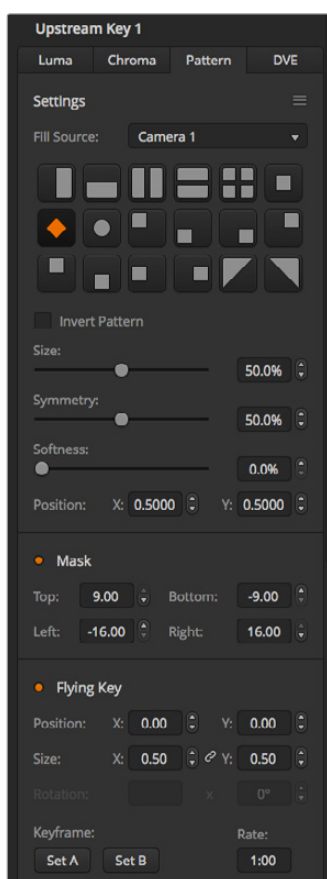 Upstream Key 1
Luma Chroma Pattern DVE
Settings
Fill Source: Camera 1
Invert Pattern
Size:
50.0%
Symmetry:
50.0%
Softness:
0.0%
Position: X: 0.5000 Y: 0.5000
Mask
Top: 9.00 Bottom: -9.00
Left: -16.00 Right: 16.00
Flying Key
Position: X: 0.00 Y: 0.00
Size: X: 0.50 Y: 0.50
Rotation: x 0°
Keyframe: Rate:
Set A Set B 1:00